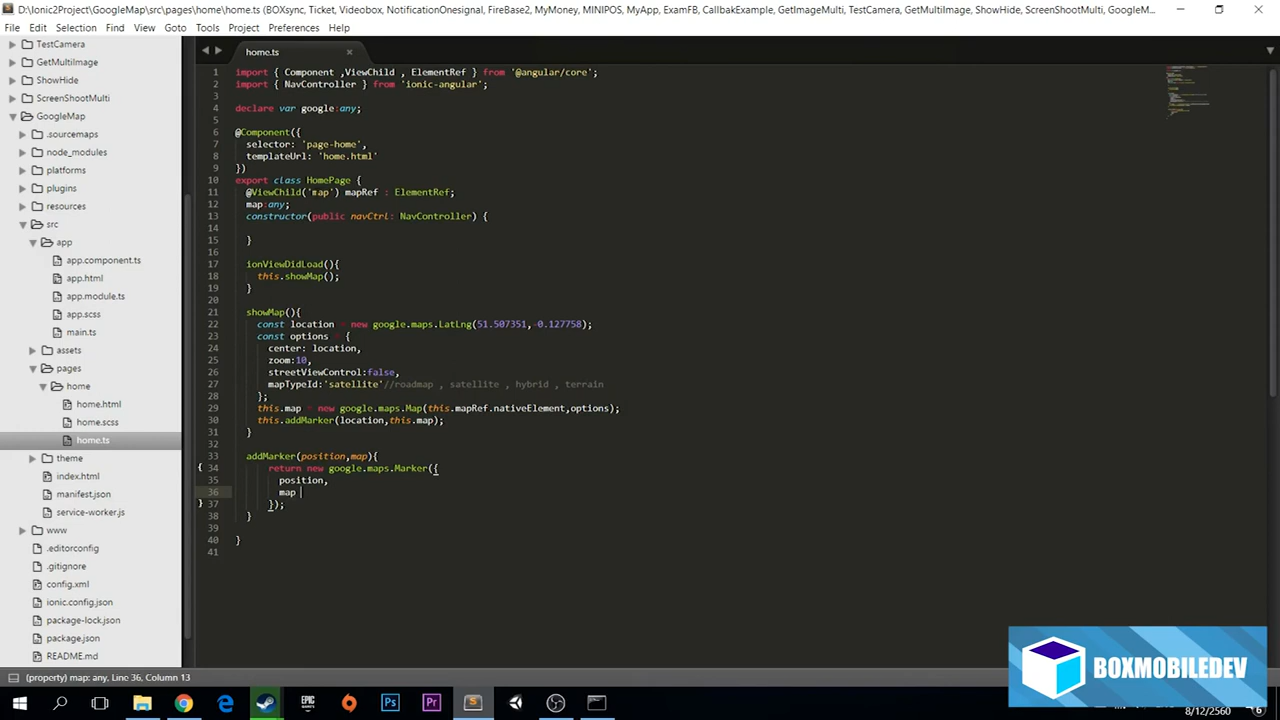 D:\Ionic2Project\GoogleMap\src\pages\home\home.ts (BOXsync, Ticket, Videobox, NotificationOnesignal, FireBase2, MyMoney, MINIPOS, MyApp, ExamFB, CallbakExample, GetImageMulti, TestCamera, GetMultiImage, ShowHide, ScreenShootMulti, GoogleM...
File Edit Selection Find View Goto Tools Project Preferences Help
TestCamera
GetMultiImage
ShowHide
ScreenShootMulti
GoogleMap
.sourcemaps
node_modules
platforms
plugins
resources
src
app
app.component.ts
app.html
app.module.ts
app.scss
main.ts
assets
pages
home
home.html
home.scss
home.ts
theme
index.html
manifest.json
service-worker.js
www
.editorconfig
.gitignore
config.xml
ionic.config.json
package-lock.json
package.json
README.md
home.ts
1 import { Component ,ViewChild , ElementRef } from '@angular/core';
2 import { NavController } from 'ionic-angular';
3
4 declare var google:any;
5
6 @Component({
7 selector: 'page-home',
8 templateUrl: 'home.html'
9 })
10 export class HomePage {
11 @ViewChild('map') mapRef : ElementRef;
12 map:any;
13 constructor(public navCtrl: NavController) {
14
15 }
16
17 ionViewDidLoad(){
18 this.showMap();
19 }
20
21 showMap(){
22 const location = new google.maps.LatLng(51.507351,-0.127758);
23 const options = {
24 center: location,
25 zoom:10,
26 streetViewControl:false,
27 mapTypeId:'satellite'//roadmap , satellite , hybrid , terrain
28 };
29 this.map = new google.maps.Map(this.mapRef.nativeElement,options);
30 this.addMarker(location,this.map);
31 }
32
33 addMarker(position,map){
34 return new google.maps.Marker({
35 position,
36 map
37 });
38 }
39
40 }
41
(property) map: any, Line 36, Column 13
BOXMOBILEDEV
8/12/2560